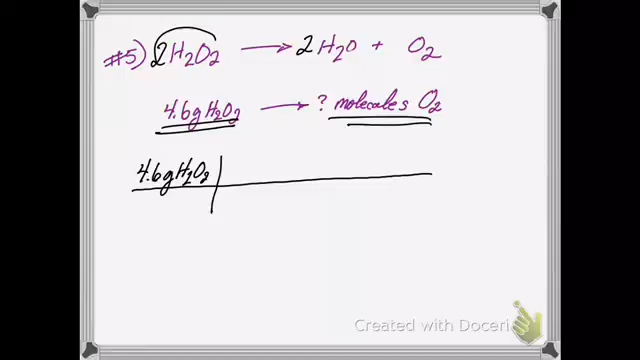 #5) 2H₂O₂ → 2H₂O + O₂
4.6g H₂O₂ → ? molecules O₂
4.6g H₂O₂
Created with Doceri